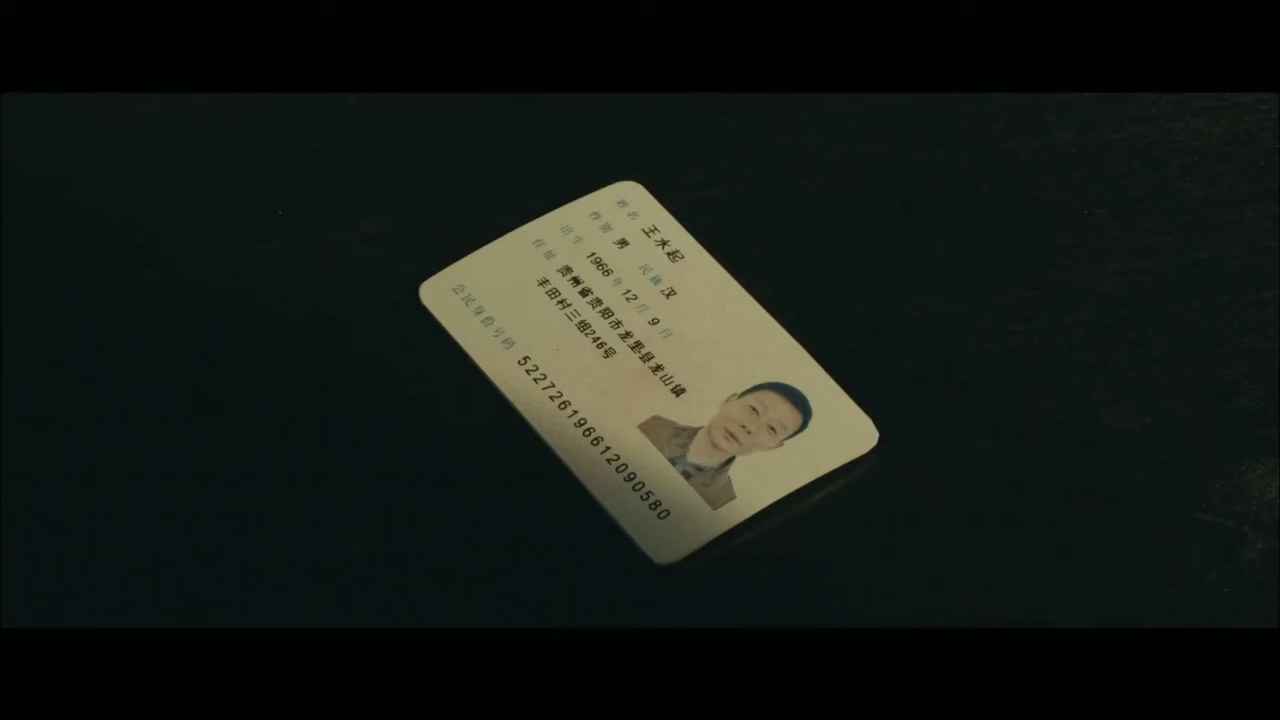 姓名 王水起
性别 男 民族 汉
出生 1966 年 12 月 9 日
住址 贵州省贵阳市龙里县龙山镇
丰田村三组246号
公民身份号码 522726196612090580